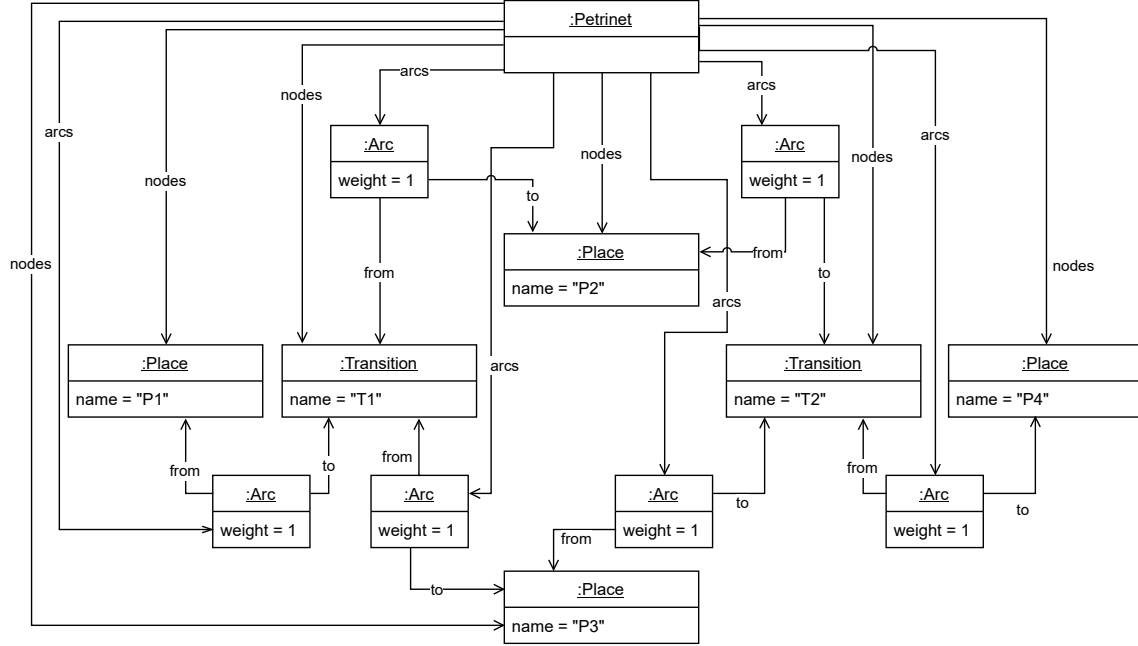 :Petrinet
arcs
arcs
nodes
:Arc
weight = 1
:Arc
weight = 1
arcs
arcs
nodes
nodes
nodes
to
:Place
name = "P2"
from
nodes
from
to
nodes
arcs
:Place
name = "P1"
:Transition
name = "T1"
arcs
:Transition
name = "T2"
:Place
name = "P4"
from
to
from
from
:Arc
weight = 1
:Arc
weight = 1
:Arc
weight = 1
to
:Arc
weight = 1
to
from
to
:Place
name = "P3"